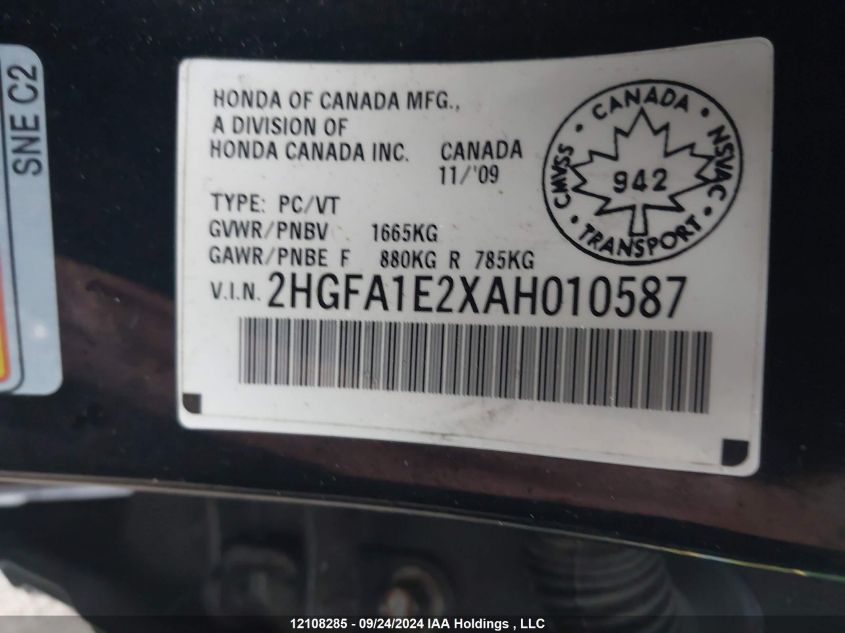 SNE C2
HONDA OF CANADA MFG.,
A DIVISION OF
HONDA CANADA INC. CANADA
11/'09
TYPE: PC/VT
GVWR/PNBV 1665KG
GAWR/PNBE F 880KG R 785KG
V.I.N. 2HGFA1E2XAH010587
CANADA
CMVSS • NSVAC
942
TRANSPORT
12108285 - 09/24/2024 IAA Holdings , LLC